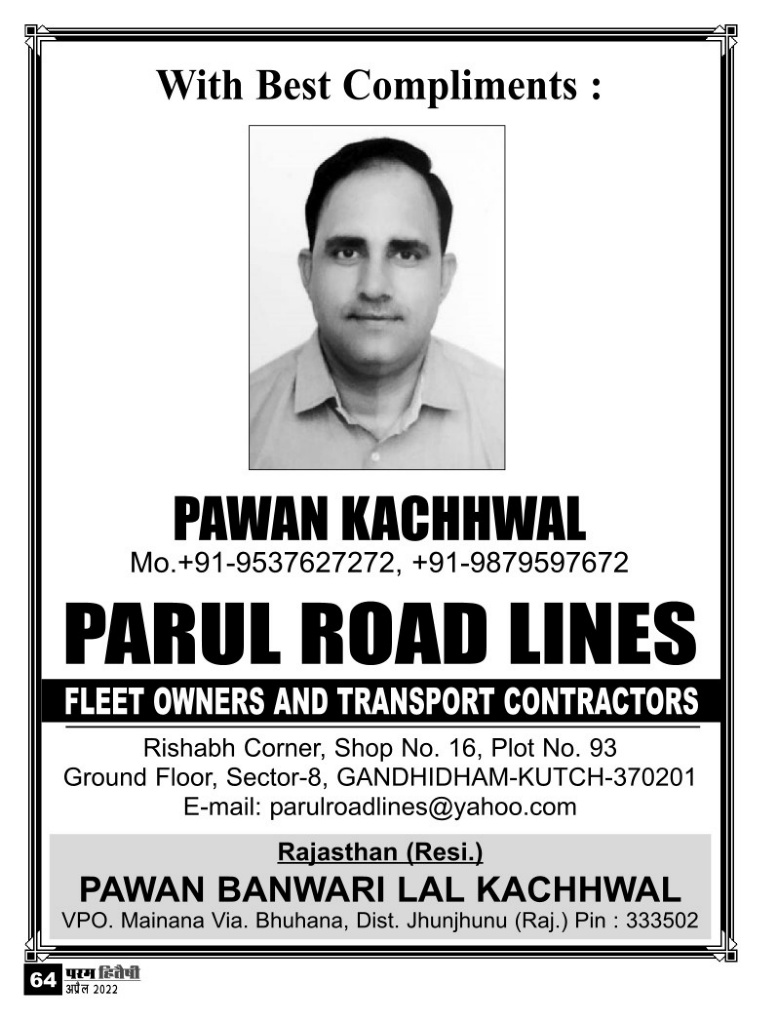 With Best Compliments :
PAWAN KACHHWAL
Mo.+91-9537627272, +91-9879597672
PARUL ROAD LINES
FLEET OWNERS AND TRANSPORT CONTRACTORS
Rishabh Corner, Shop No. 16, Plot No. 93
Ground Floor, Sector-8, GANDHIDHAM-KUTCH-370201
E-mail: parulroadlines@yahoo.com
Rajasthan (Resi.)
PAWAN BANWARI LAL KACHHWAL
VPO. Mainana Via. Bhuhana, Dist. Jhunjhunu (Raj.) Pin : 333502
64 परम हितैषी
अप्रैल 2022